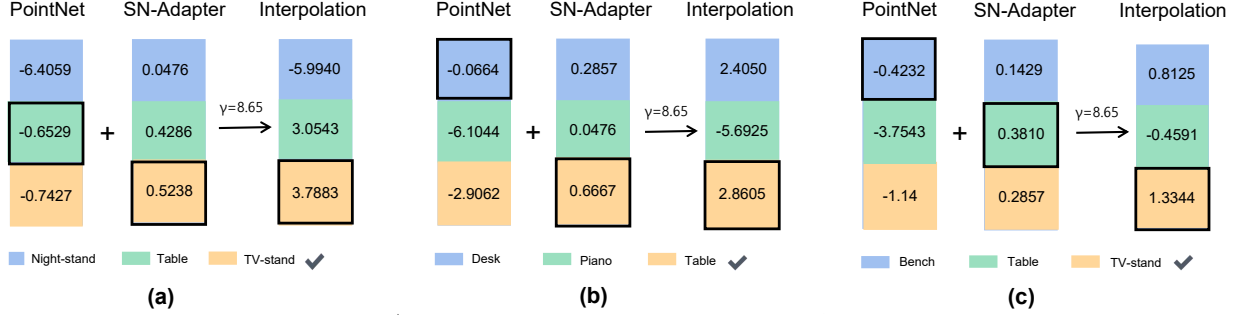 PointNet SN-Adapter Interpolation
-6.4059 0.0476 -5.9940
γ=8.65
-0.6529 + 0.4286 3.0543
-0.7427 0.5238 3.7883
Night-stand Table TV-stand ✔
(a)
PointNet SN-Adapter Interpolation
-0.0664 0.2857 2.4050
γ=8.65
-6.1044 + 0.0476 -5.6925
-2.9062 0.6667 2.8605
Desk Piano Table ✔
(b)
PointNet SN-Adapter Interpolation
-0.4232 0.1429 0.8125
γ=8.65
-3.7543 + 0.3810 -0.4591
-1.14 0.2857 1.3344
Bench Table TV-stand ✔
(c)